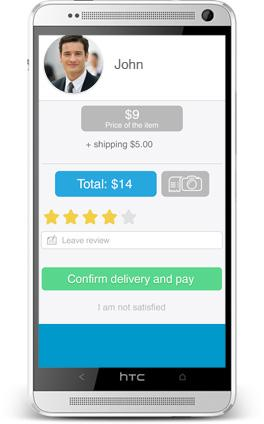 John
$9
Price of the item
+ shipping $5.00
Total: $14
Leave review
Confirm delivery and pay
I am not satisfied
hTC